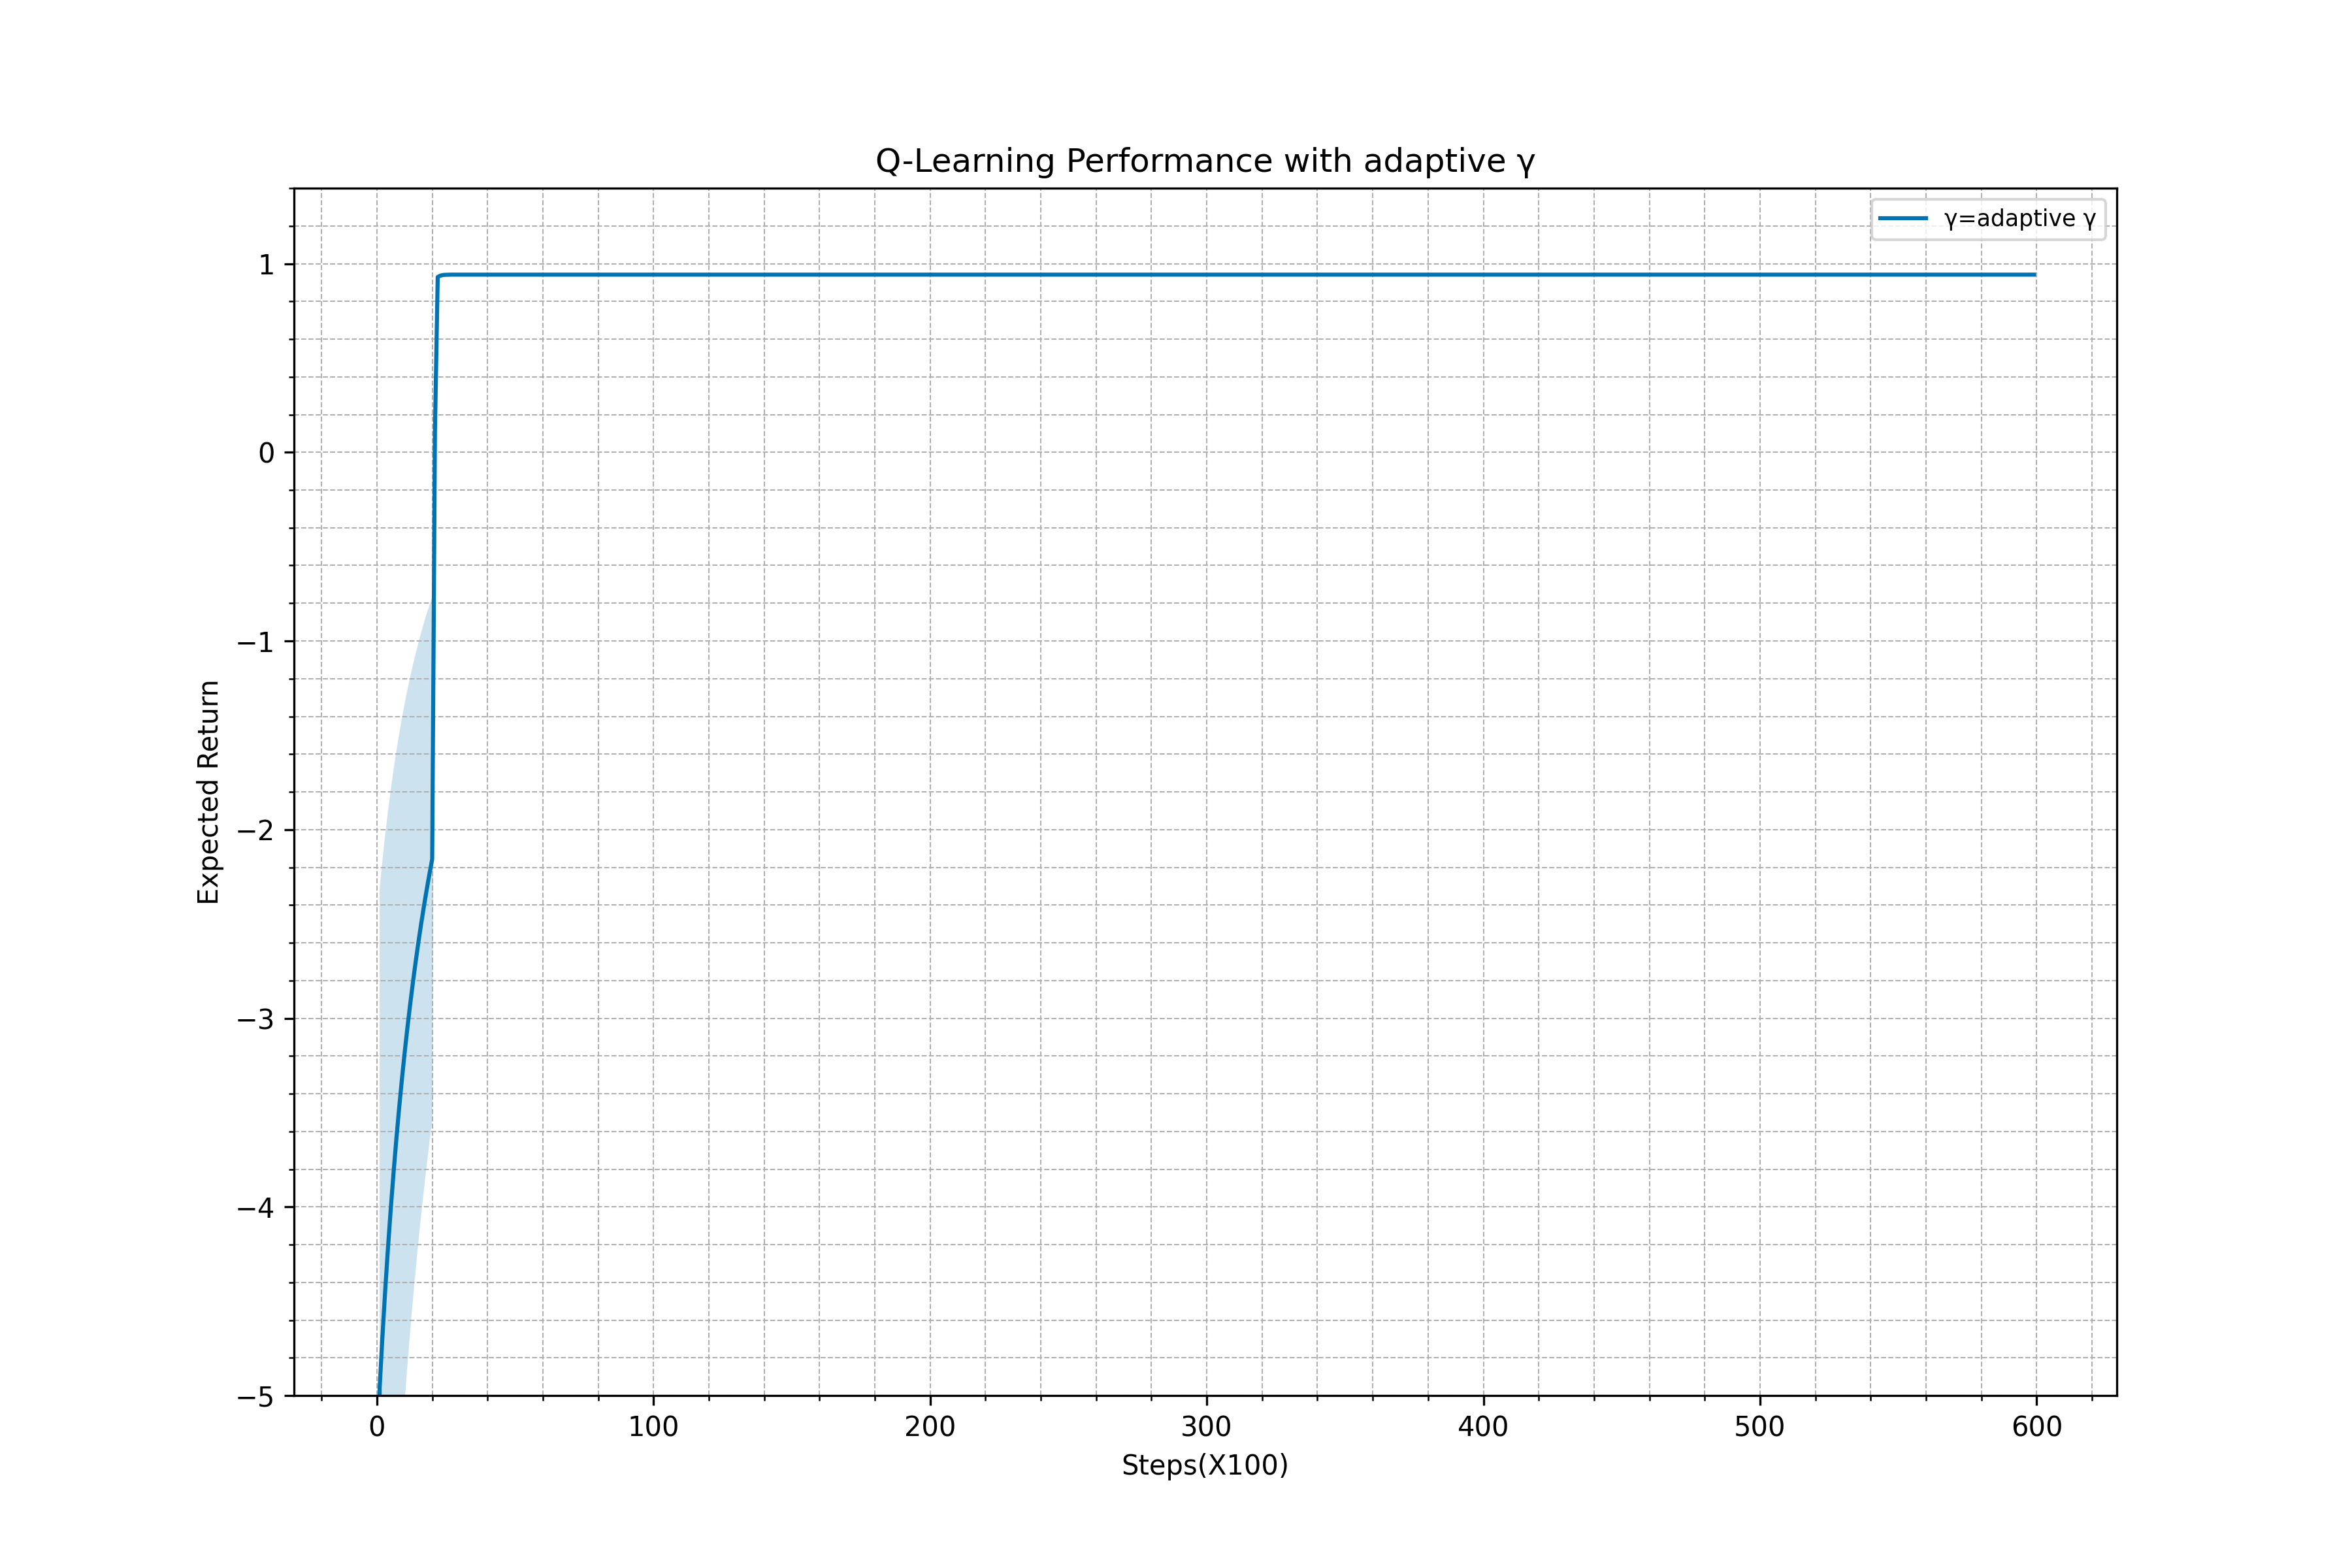 Q-Learning Performance with adaptive γ
γ=adaptive γ
1
0
−1
−2
−3
−4
−5
Expected Return
0 100 200 300 400 500 600
Steps(X100)